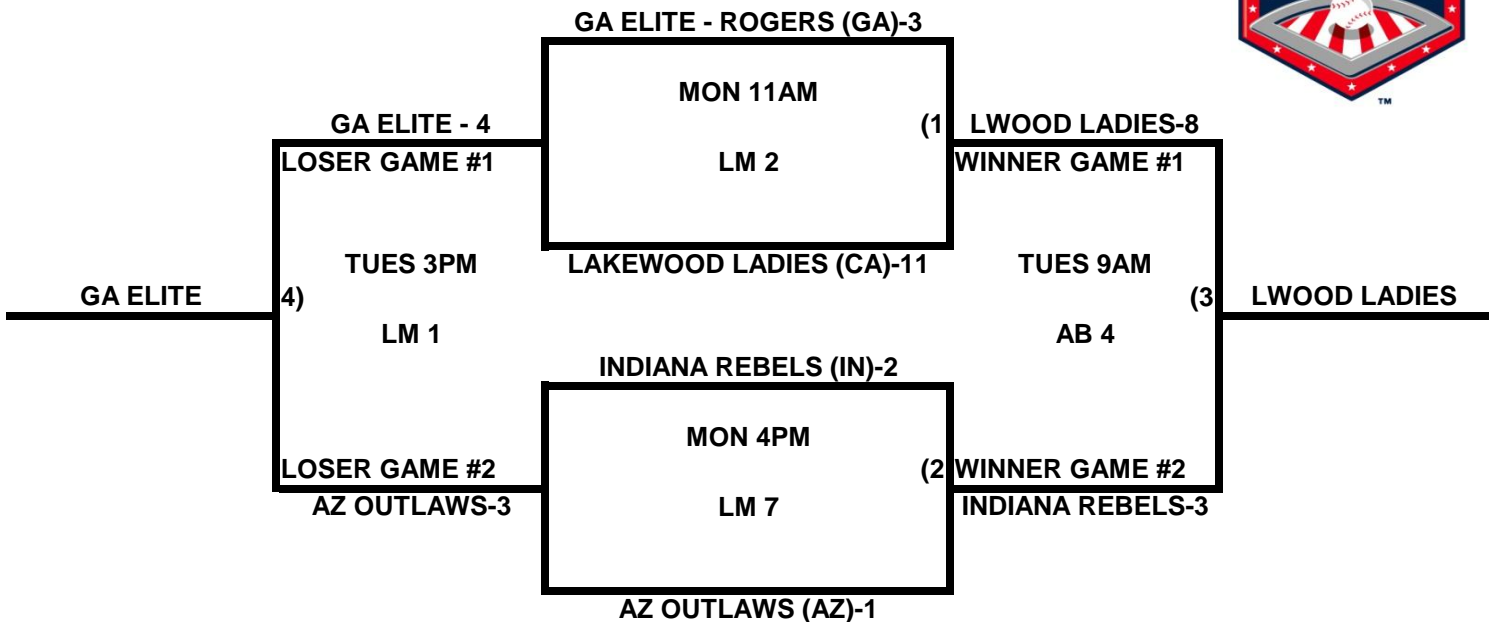 GA ELITE - ROGERS (GA)-3
MON 11AM
GA ELITE - 4
(1
LWOOD LADIES-8
LOSER GAME #1
LM 2
WINNER GAME #1
TUES 3PM
LAKEWOOD LADIES (CA)-11
TUES 9AM
GA ELITE
4)
(3
LWOOD LADIES
LM 1
AB 4
INDIANA REBELS (IN)-2
MON 4PM
LOSER GAME #2
(2
WINNER GAME #2
AZ OUTLAWS-3
LM 7
INDIANA REBELS-3
AZ OUTLAWS (AZ)-1
TM